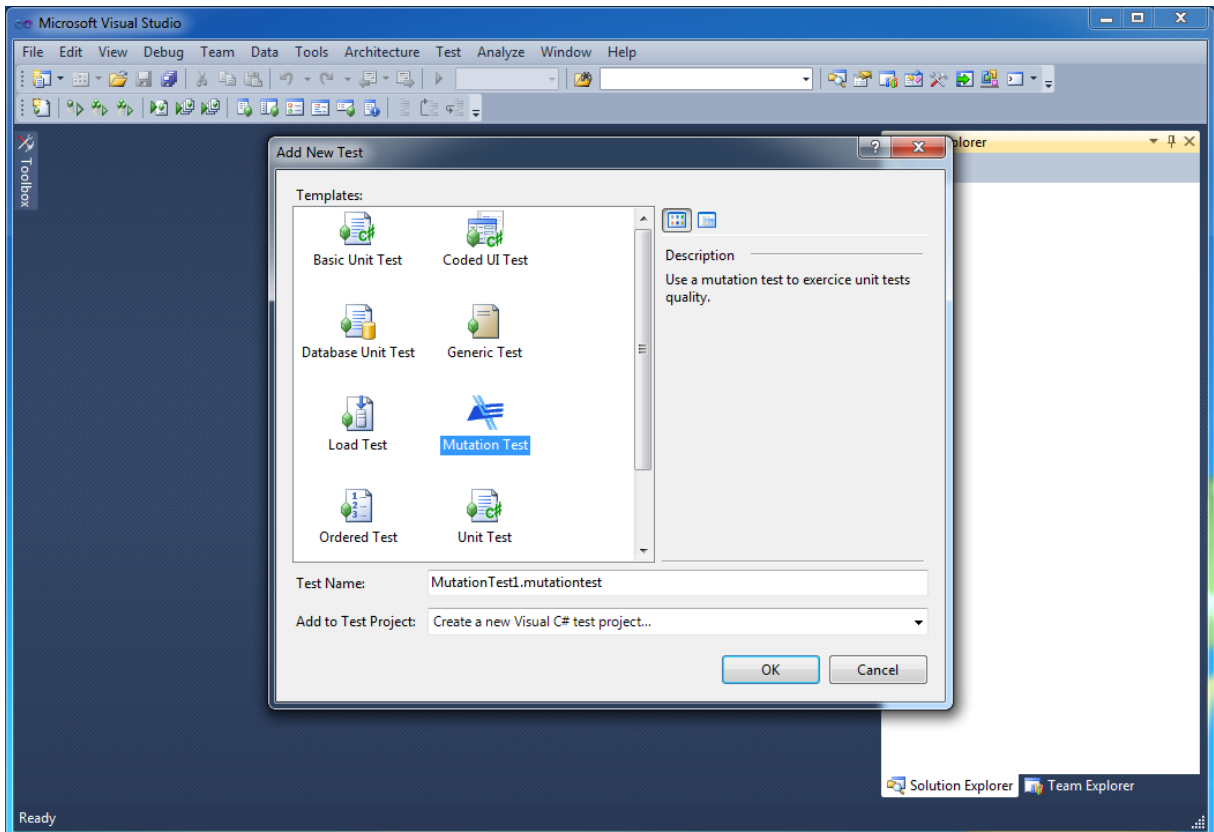 Microsoft Visual Studio
File Edit View Debug Team Data Tools Architecture Test Analyze Window Help
Toolbox
Add New Test
Templates:
Basic Unit Test
Coded UI Test
Database Unit Test
Generic Test
Load Test
Mutation Test
Ordered Test
Unit Test
Description
Use a mutation test to exercice unit tests
quality.
Test Name: MutationTest1.mutationtest
Add to Test Project: Create a new Visual C# test project...
OK Cancel
plorer
Solution Explorer Team Explorer
Ready